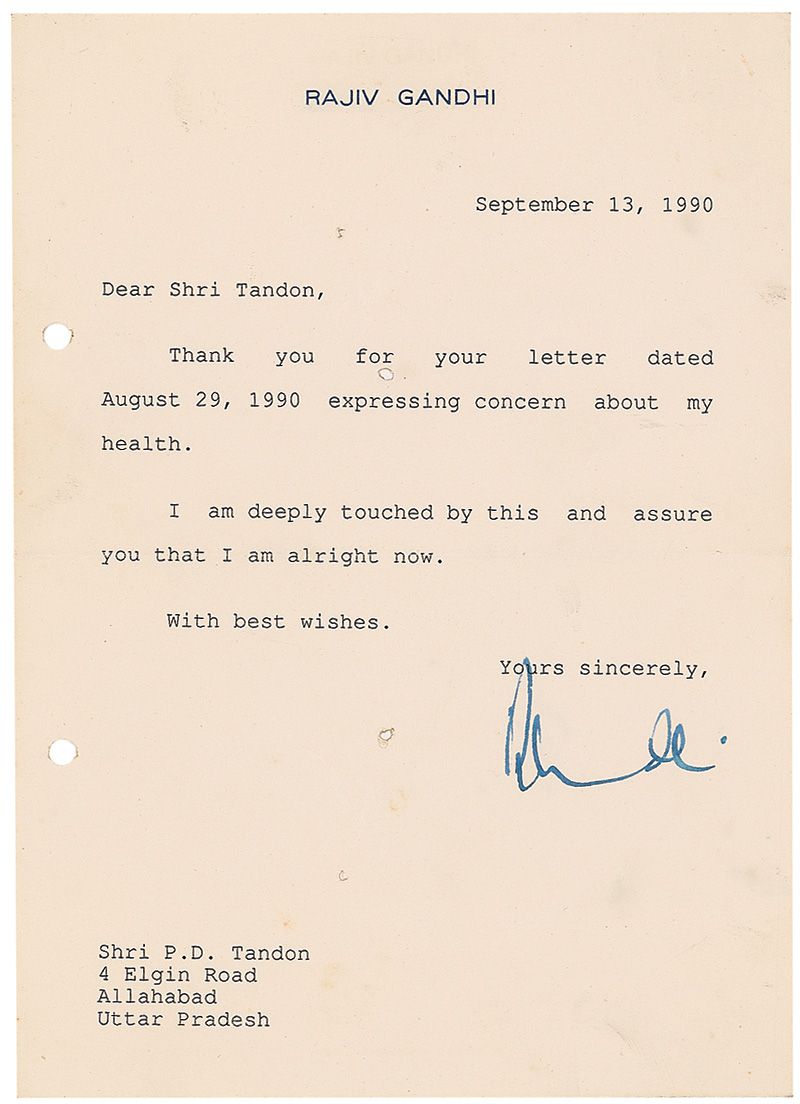 RAJIV GANDHI
September 13, 1990
Dear Shri Tandon,
Thank you for your letter dated
August 29, 1990 expressing concern about my
health.
I am deeply touched by this and assure
you that I am alright now.
With best wishes.
Yours sincerely,
Shri P.D. Tandon
4 Elgin Road
Allahabad
Uttar Pradesh